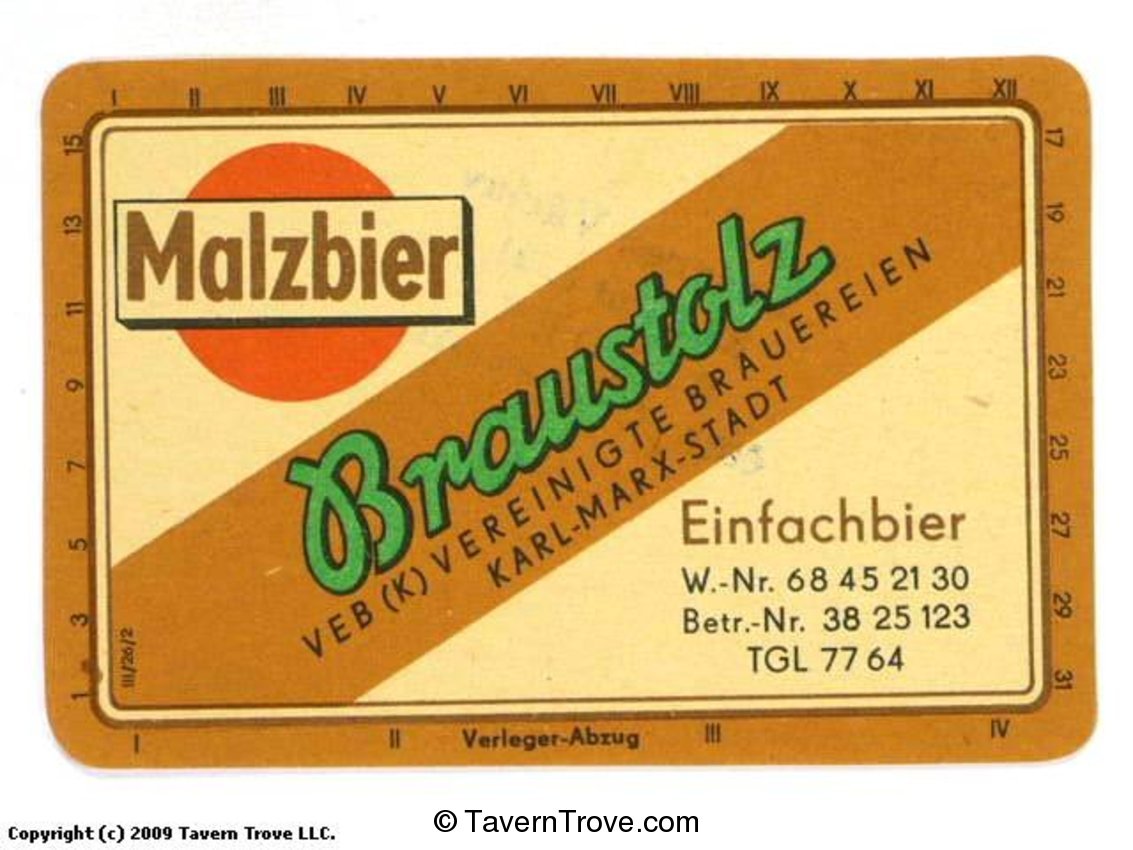 I II III IV V VI VII VIII IX X XI XII
15 13 11 9 7 5 3 1
17 19 21 23 25 27 29 31
Malzbier
Braustolz
VEB (K) VEREINIGTE BRAUEREIEN
KARL-MARX-STADT
Einfachbier
W.-Nr. 68 45 21 30
Betr.-Nr. 38 25 123
TGL 77 64
III/26/2
I II Verleger-Abzug III IV
© TavernTrove.com
Copyright (c) 2009 Tavern Trove LLC.